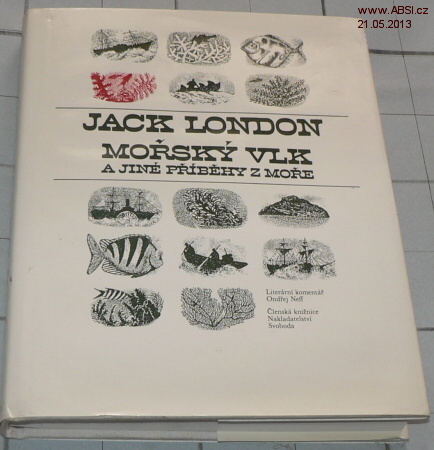 www.ABSI.cz
21.05.2013
JACK LONDON
MOŘSKÝ VLK
A JINÉ PŘÍBĚHY Z MOŘE
Literární komentář
Ondřej Neff
Členská knižnice
Nakladatelství
Svoboda